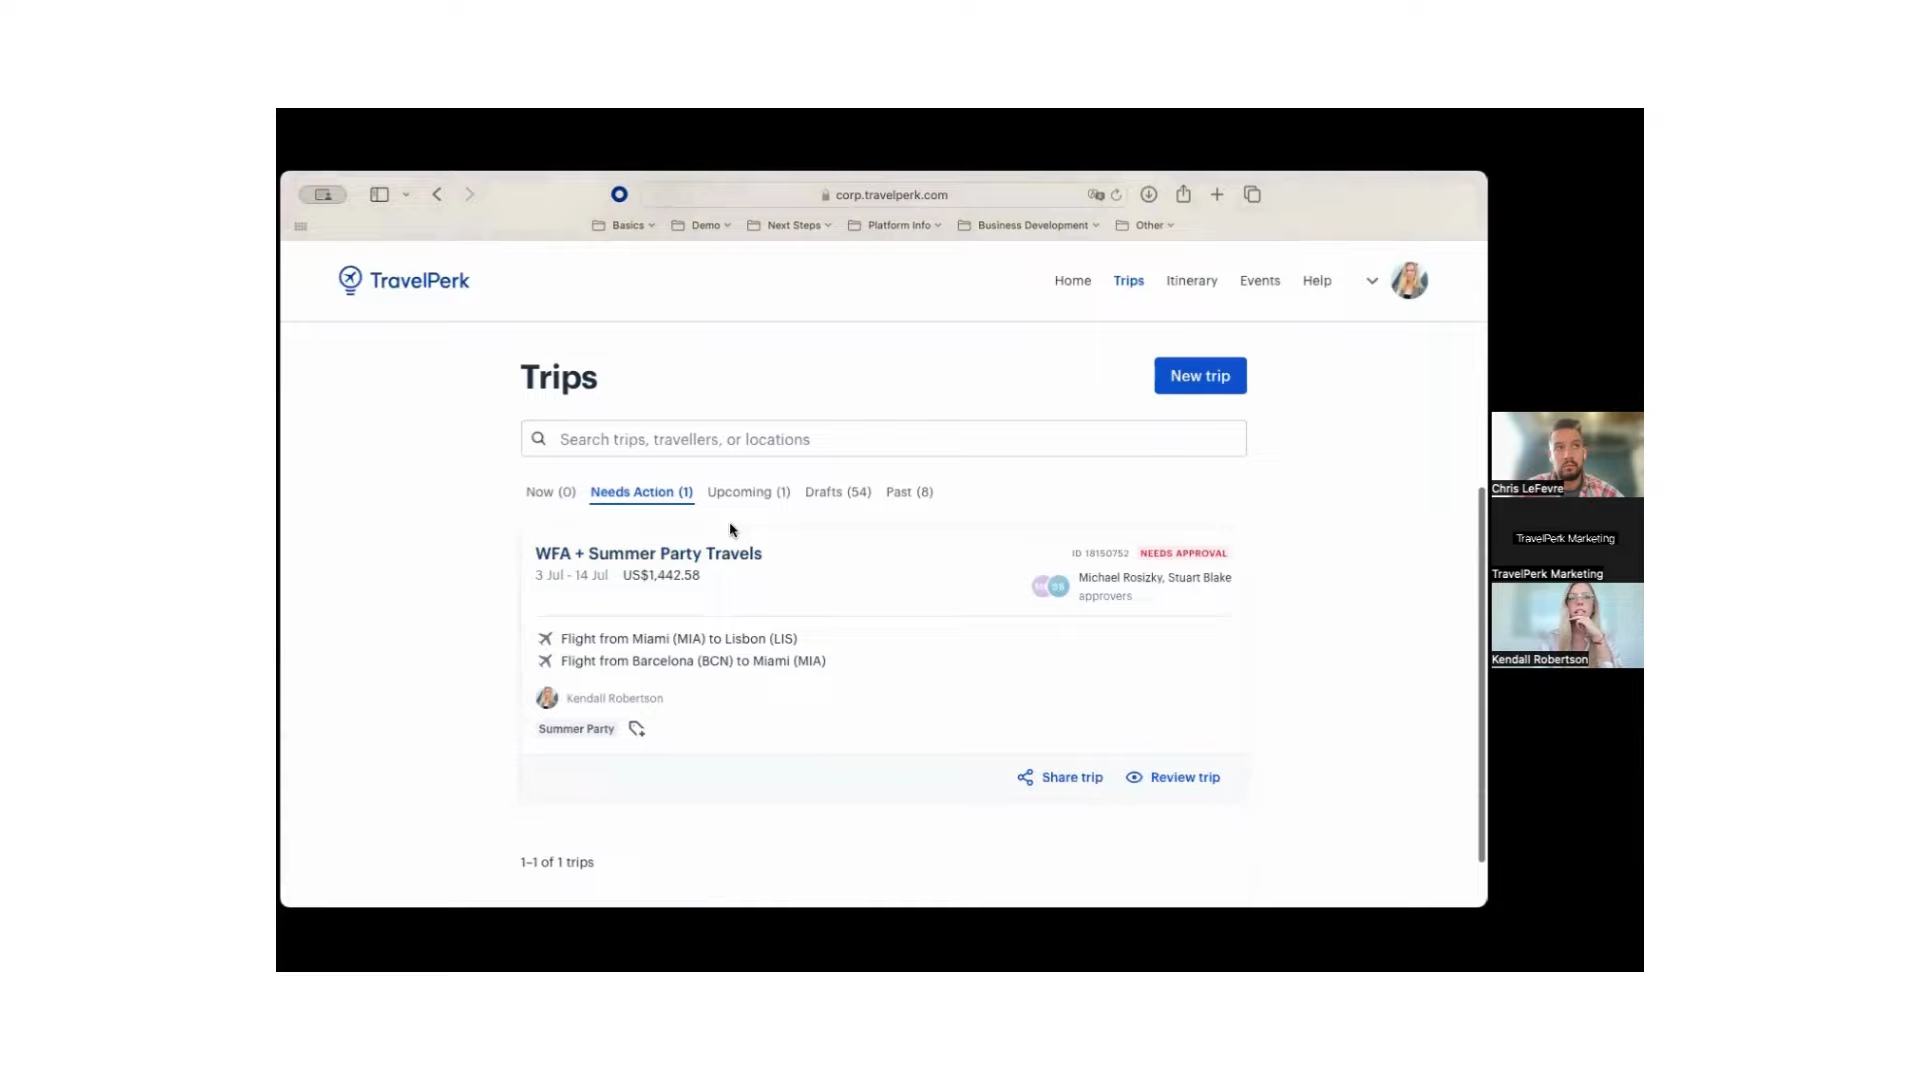 corp.travelperk.com
Basics
Demo
Next Steps
Platform Info
Business Development
Other
TravelPerk
Home
Trips
Itinerary
Events
Help
Trips
New trip
Search trips, travellers, or locations
Now (0)
Needs Action (1)
Upcoming (1)
Drafts (54)
Past (8)
WFA + Summer Party Travels
ID 18150752 NEEDS APPROVAL
3 Jul - 14 Jul US$1,442.58
Michael Rosizky, Stuart Blake
approvers
Flight from Miami (MIA) to Lisbon (LIS)
Flight from Barcelona (BCN) to Miami (MIA)
Kendall Robertson
Summer Party
Share trip
Review trip
1-1 of 1 trips
Chris LeFevre
TravelPerk Marketing
TravelPerk Marketing
Kendall Robertson